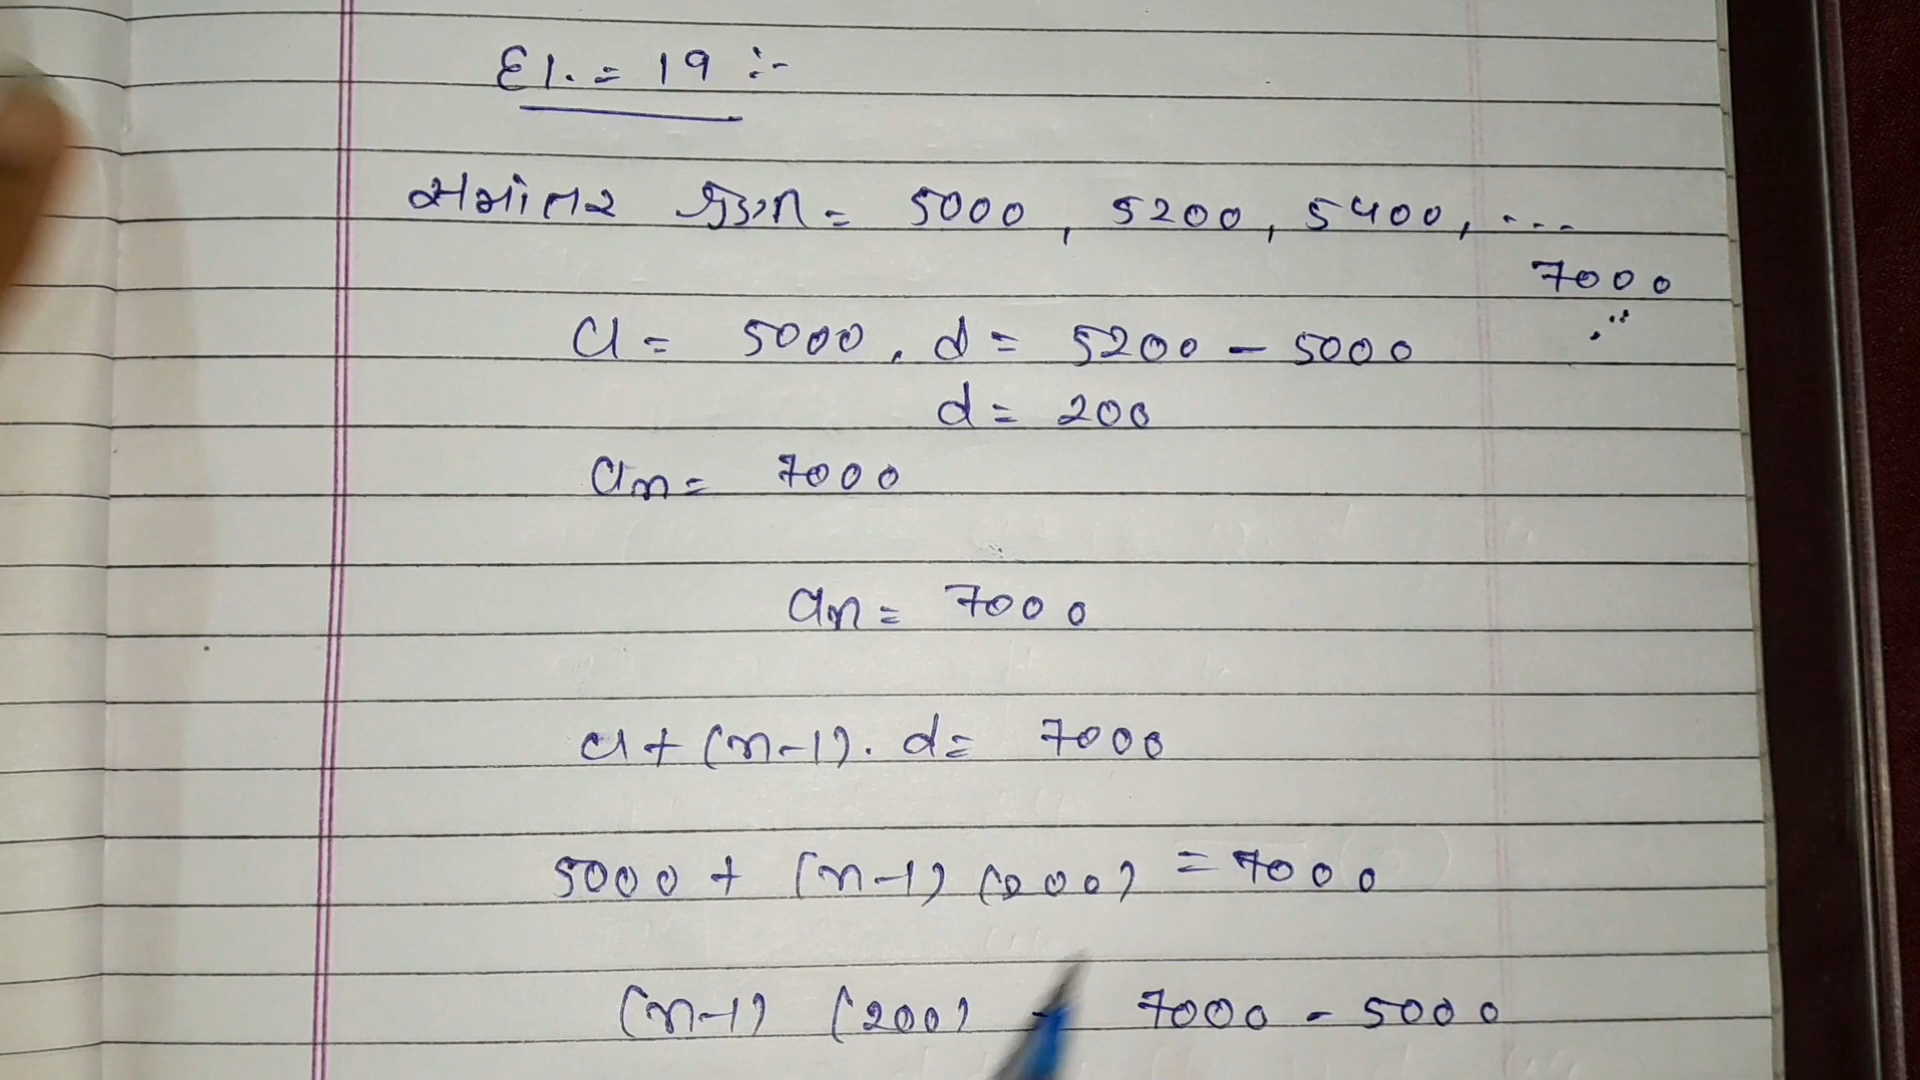 દા. = 19 :-
સમાંતર શ્રેણી = 5000, 5200, 5400, ...
7000
a = 5000, d = 5200 - 5000
d = 200
an = 7000
an = 7000
a + (n-1). d = 7000
5000 + (n-1) (200) = 7000
(n-1) (200) = 7000 - 5000